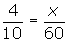 4/10 = x/60